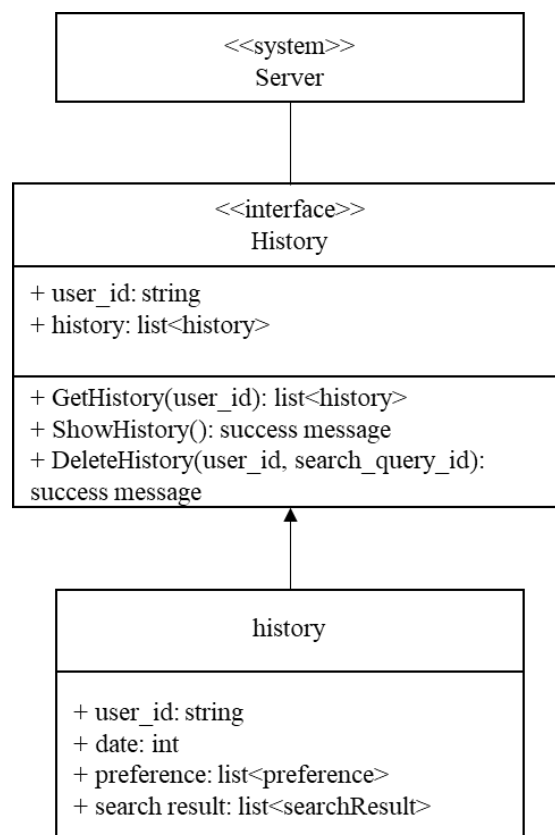 <<system>>
Server
<<interface>>
History
+ user_id: string
+ history: list<history>
+ GetHistory(user_id): list<history>
+ ShowHistory(): success message
+ DeleteHistory(user_id, search_query_id):
success message
history
+ user_id: string
+ date: int
+ preference: list<preference>
+ search result: list<searchResult>